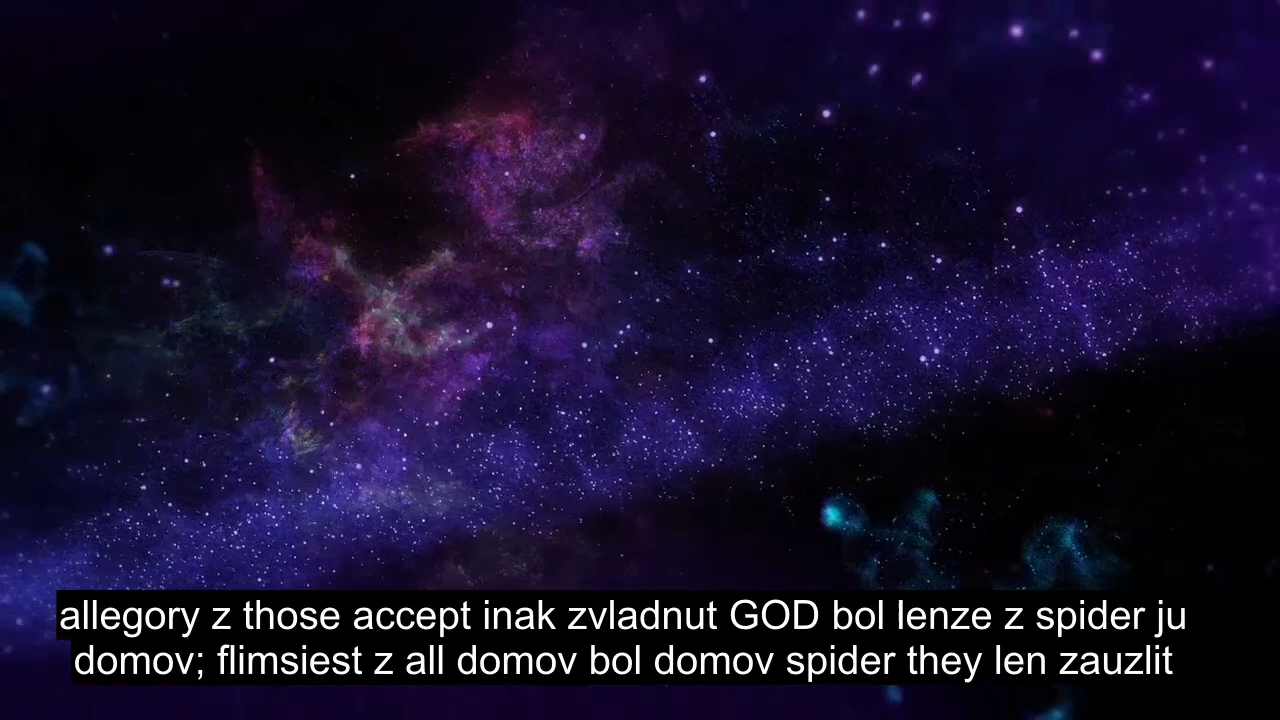 allegory z those accept inak zvladnut GOD bol lenze z spider ju
domov; flimsiest z all domov bol domov spider they len zauzlit